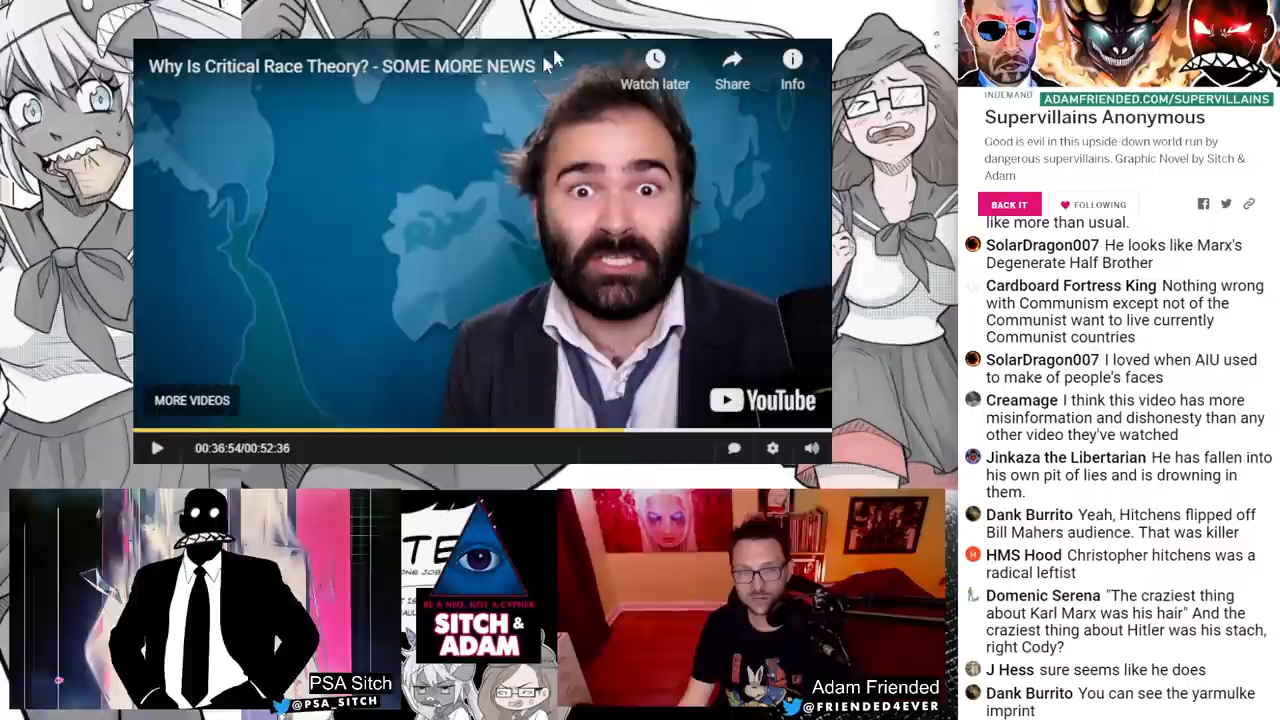 Why Is Critical Race Theory? - SOME MORE NEWS
Watch later
Share
Info
MORE VIDEOS
YouTube
00:36:54/00:52:36
INDEMAND
ADAMFRIENDED.COM/SUPERVILLAINS
Supervillains Anonymous
Good is evil in this upside-down world run by
dangerous supervillains. Graphic Novel by Sitch &
Adam
BACK IT
FOLLOWING
like more than usual.
SolarDragon007 He looks like Marx's
Degenerate Half Brother
Cardboard Fortress King Nothing wrong
with Communism except not of the
Communist want to live currently
Communist countries
SolarDragon007 I loved when AIU used
to make of people's faces
Creamage I think this video has more
misinformation and dishonesty than any
other video they've watched
Jinkaza the Libertarian He has fallen into
his own pit of lies and is drowning in
them.
Dank Burrito Yeah, Hitchens flipped off
Bill Mahers audience. That was killer
HMS Hood Christopher hitchens was a
radical leftist
Domenic Serena "The craziest thing
about Karl Marx was his hair" And the
craziest thing about Hitler was his stach,
right Cody?
J Hess sure seems like he does
Dank Burrito You can see the yarmulke
imprint
PSA Sitch
@PSA_SITCH
BE A NEO, NOT A CYPHER
SITCH &
ADAM
Adam Friended
@FRIENDED4EVER